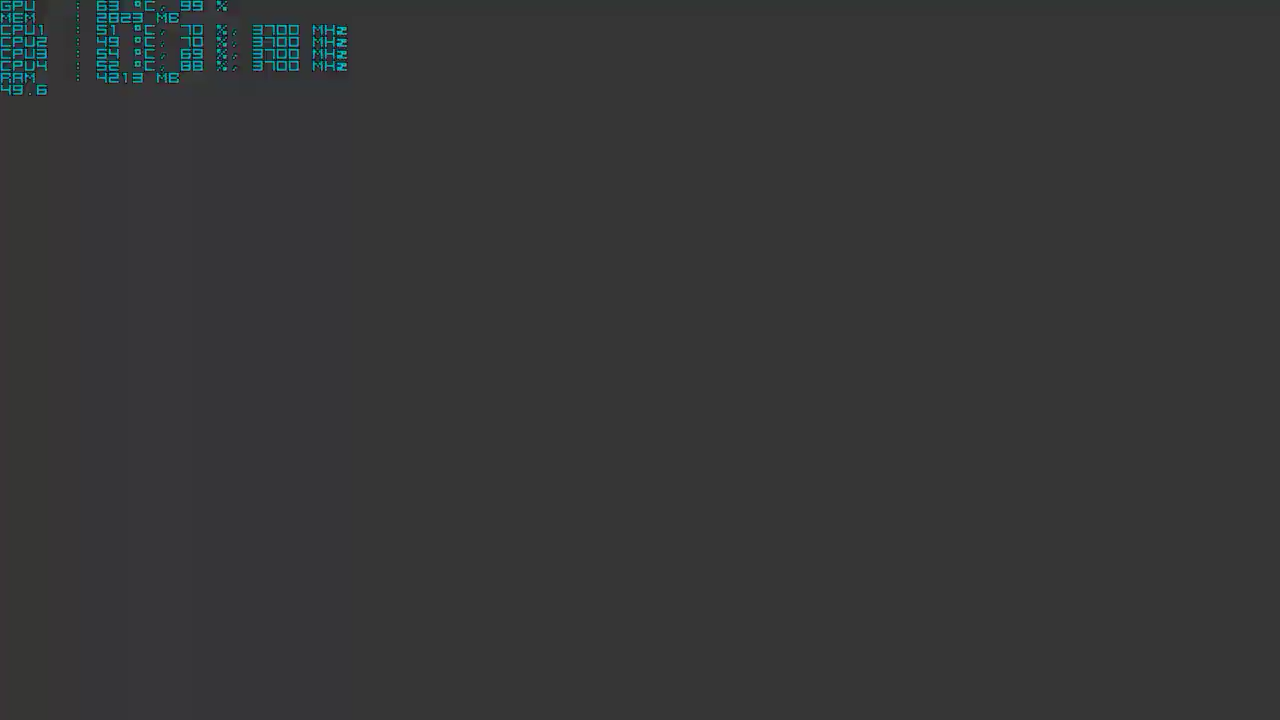 GPU : 63 °C, 99 %
MEM : 2823 MB
CPU1 : 51 °C, 70 %, 3700 MHz
CPU2 : 49 °C, 70 %, 3700 MHz
CPU3 : 54 °C, 69 %, 3700 MHz
CPU4 : 52 °C, 88 %, 3700 MHz
RAM : 4213 MB
49.6